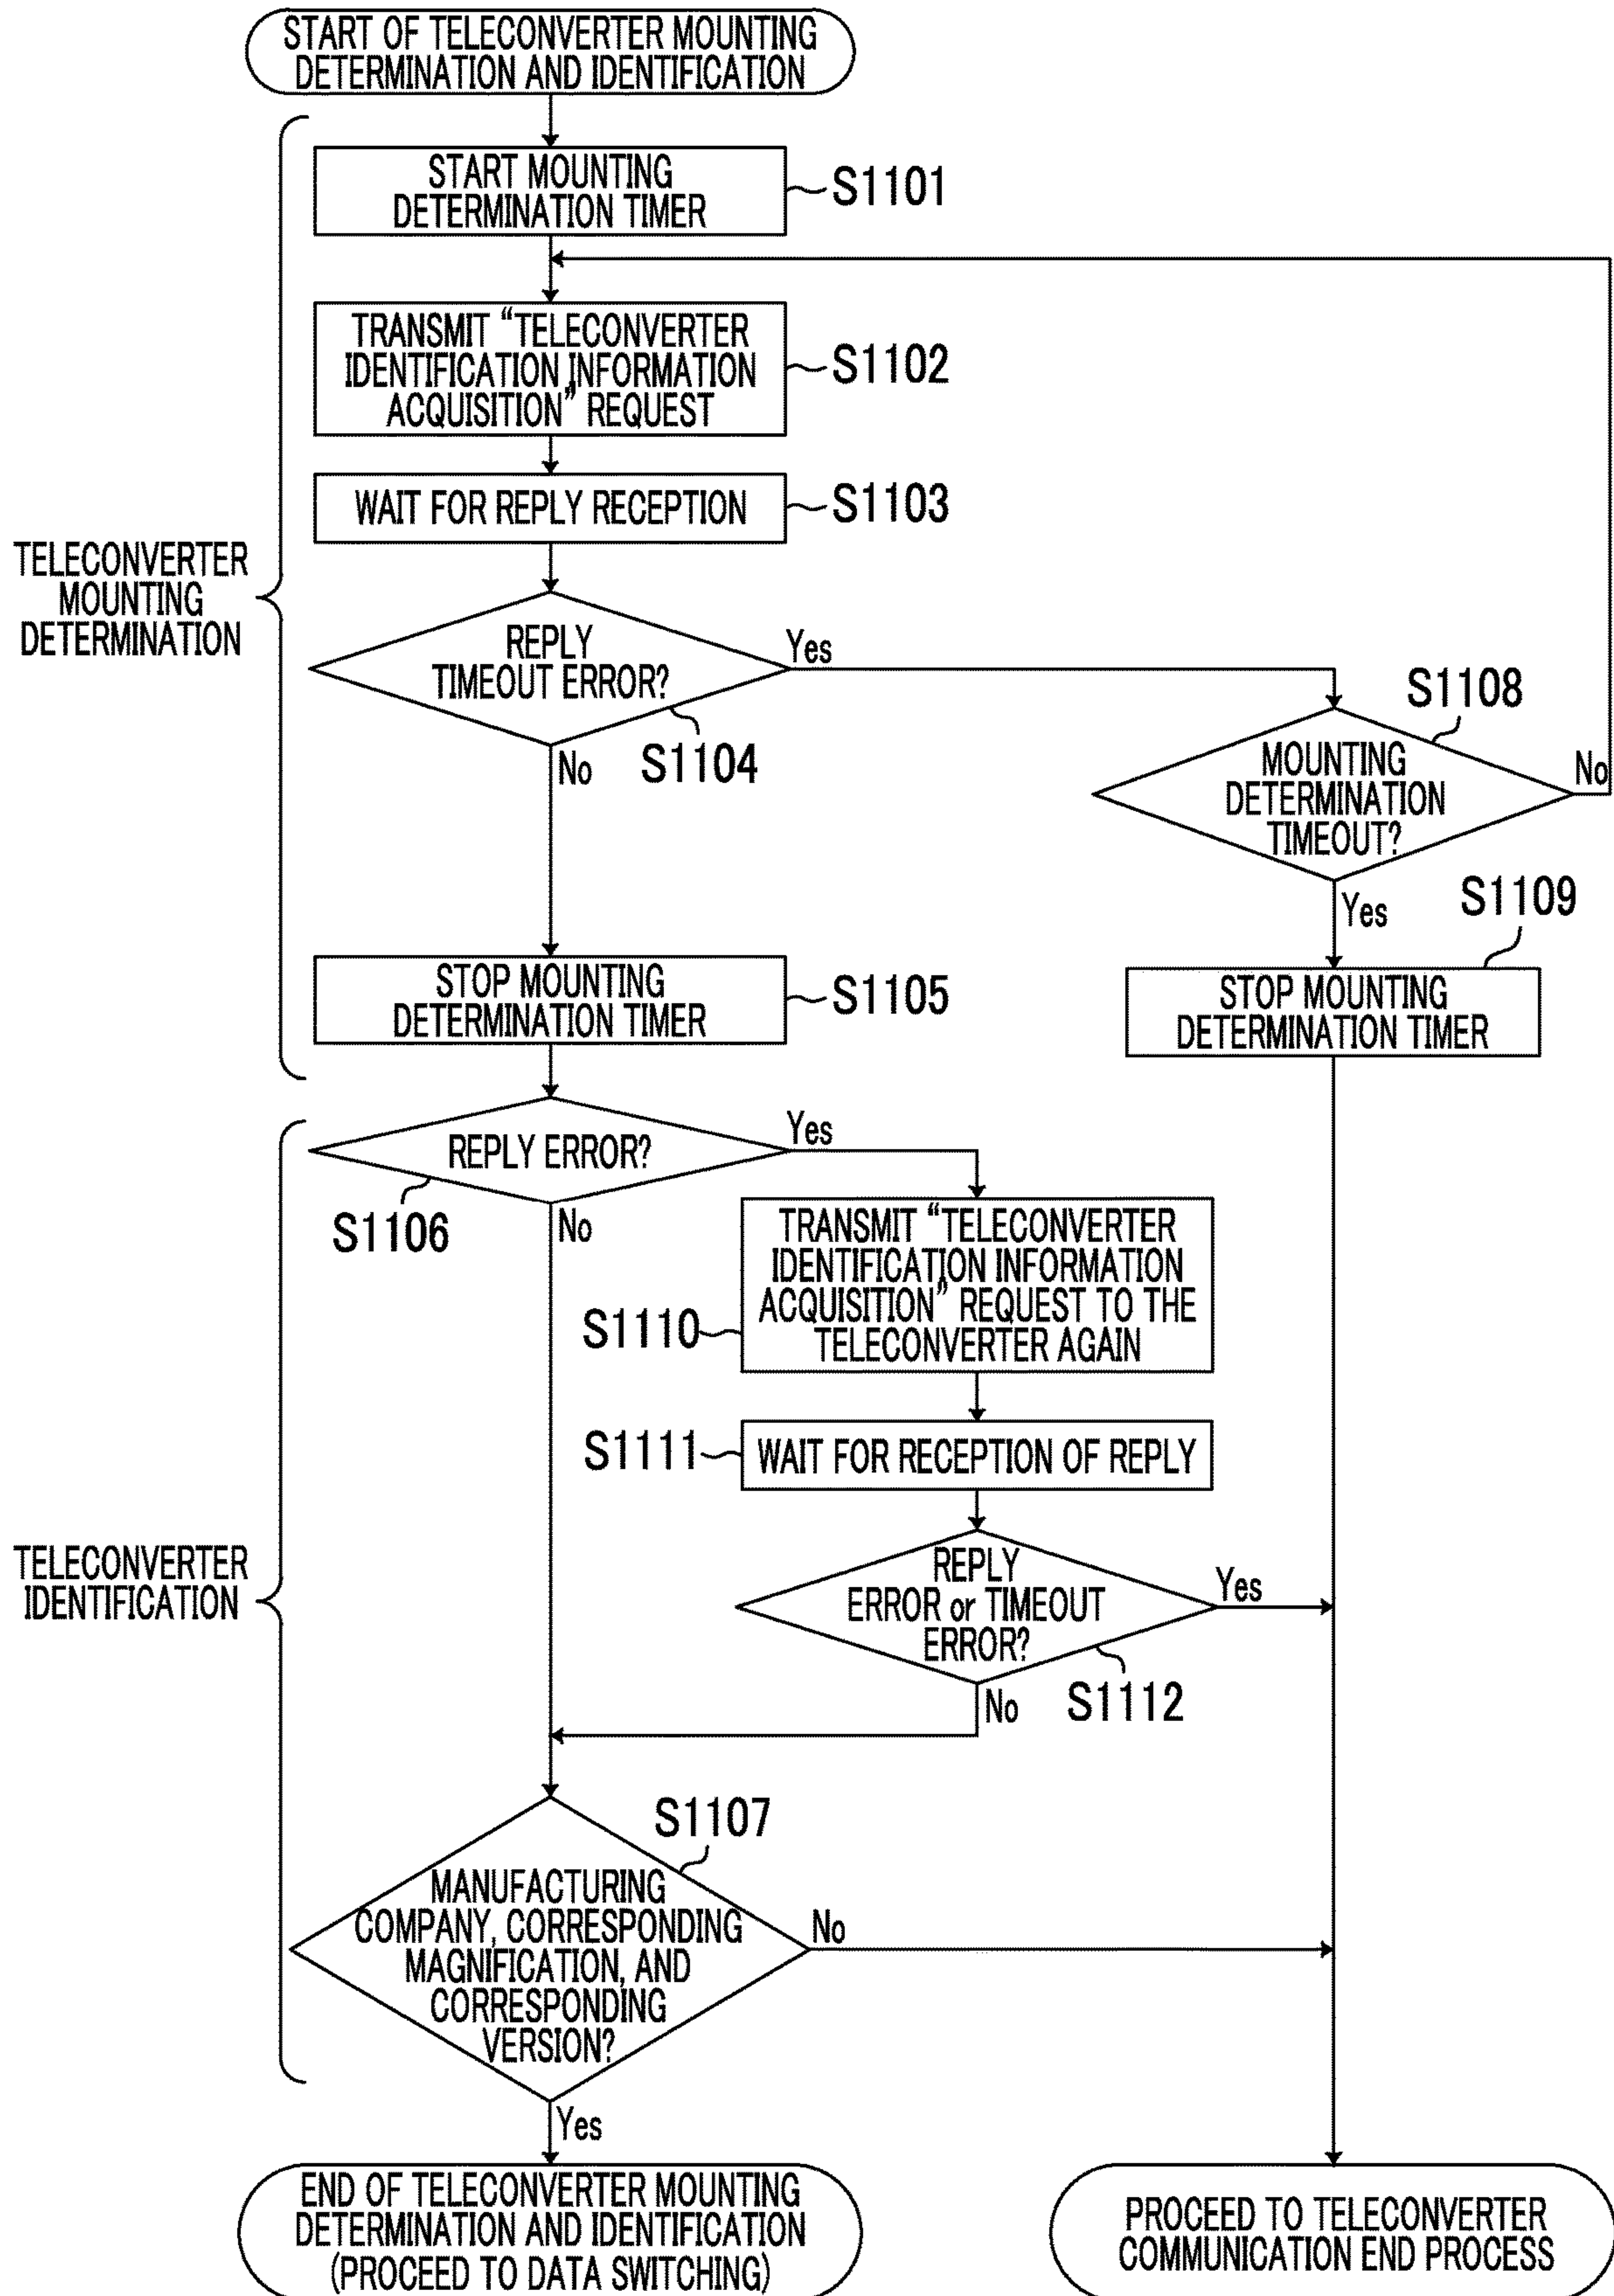 START OF TELECONVERTER MOUNTING
DETERMINATION AND IDENTIFICATION
START MOUNTING
DETERMINATION TIMER
S1101
TRANSMIT “TELECONVERTER
IDENTIFICATION INFORMATION
ACQUISITION” REQUEST
S1102
WAIT FOR REPLY RECEPTION
S1103
TELECONVERTER
MOUNTING
DETERMINATION
REPLY
TIMEOUT ERROR?
Yes
No
S1104
S1108
MOUNTING
DETERMINATION
TIMEOUT?
No
Yes
STOP MOUNTING
DETERMINATION TIMER
S1105
S1109
STOP MOUNTING
DETERMINATION TIMER
REPLY ERROR?
Yes
S1106
No
TRANSMIT “TELECONVERTER
IDENTIFICATION INFORMATION
ACQUISITION” REQUEST TO THE
TELECONVERTER AGAIN
S1110
S1111
WAIT FOR RECEPTION OF REPLY
TELECONVERTER
IDENTIFICATION
REPLY
ERROR or TIMEOUT
ERROR?
Yes
No
S1112
S1107
MANUFACTURING
COMPANY, CORRESPONDING
MAGNIFICATION, AND
CORRESPONDING
VERSION?
No
Yes
END OF TELECONVERTER MOUNTING
DETERMINATION AND IDENTIFICATION
(PROCEED TO DATA SWITCHING)
PROCEED TO TELECONVERTER
COMMUNICATION END PROCESS